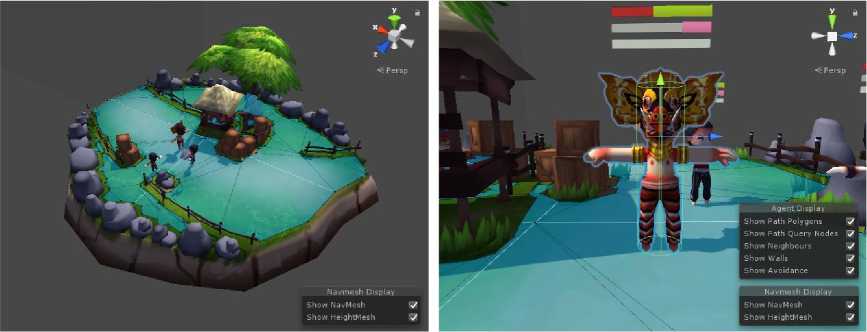 y
x
z
Persp
Navmesh Display
Show NavMesh
Show HeightMesh
y
z
Persp
Agent Display
Show Path Polygons
Show Path Query Nodes
Show Neighbours
Show Walls
Show Avoidance
Navmesh Display
Show NavMesh
Show HeightMesh